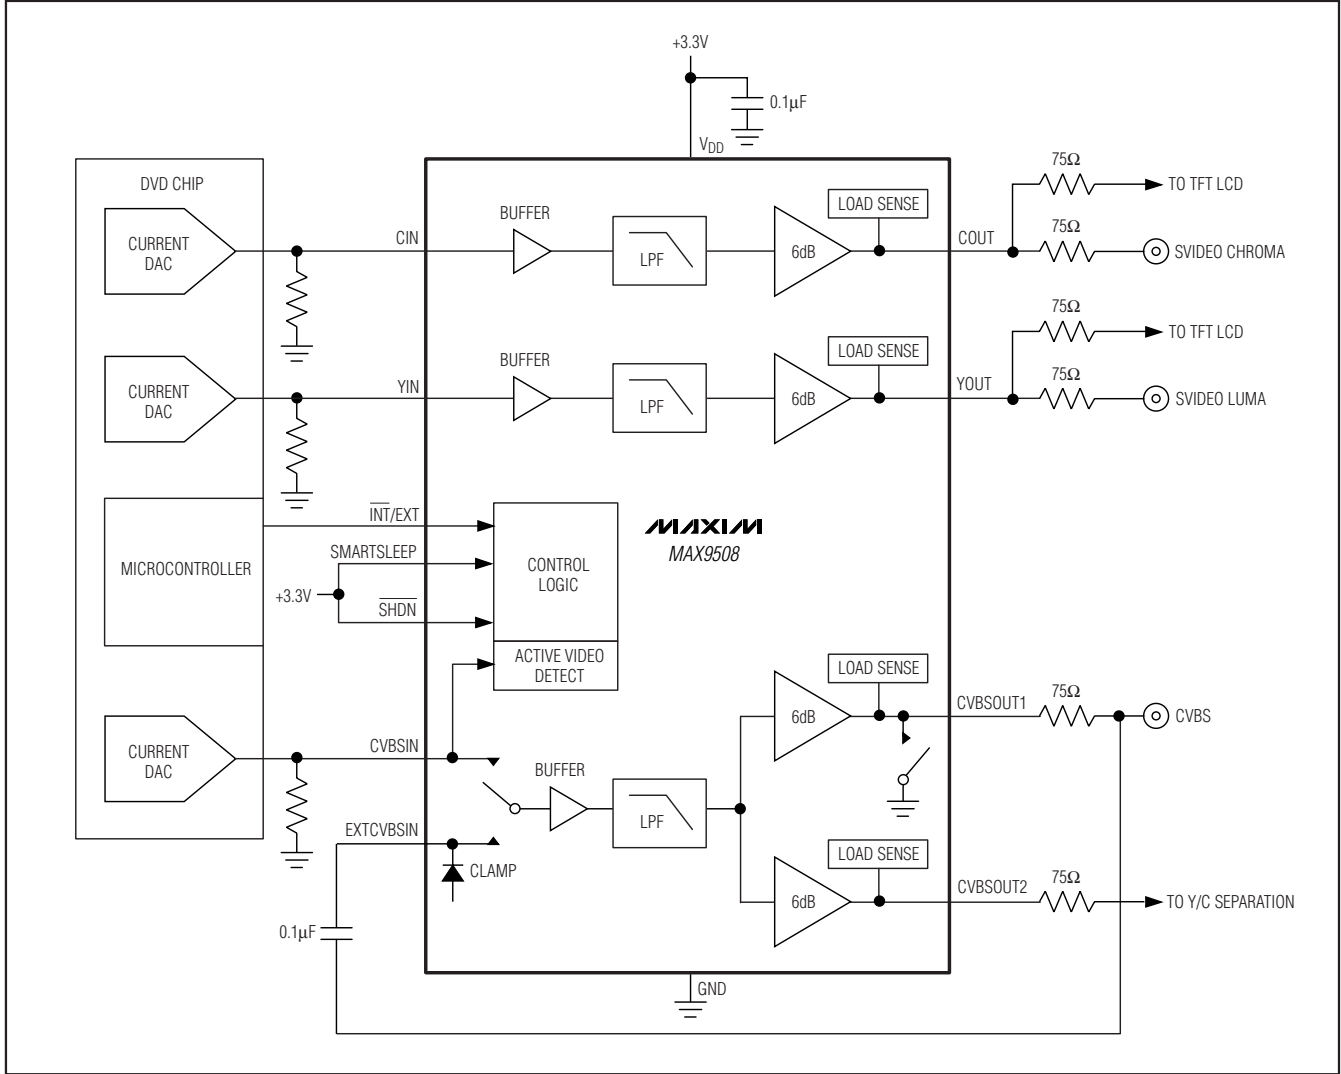 +3.3V
0.1µF
VDD
DVD CHIP
CURRENT
DAC
CIN
BUFFER
LPF
6dB
LOAD SENSE
COUT
75Ω
TO TFT LCD
75Ω
SVIDEO CHROMA
CURRENT
DAC
YIN
BUFFER
LPF
6dB
LOAD SENSE
YOUT
75Ω
TO TFT LCD
75Ω
SVIDEO LUMA
MICROCONTROLLER
INT/EXT
SMARTSLEEP
+3.3V
SHDN
CONTROL
LOGIC
ACTIVE VIDEO
DETECT
MAXIM
MAX9508
CURRENT
DAC
CVBSIN
BUFFER
LPF
EXTCVBSIN
CLAMP
0.1µF
6dB
LOAD SENSE
CVBSOUT1
75Ω
CVBS
6dB
LOAD SENSE
CVBSOUT2
75Ω
TO Y/C SEPARATION
GND